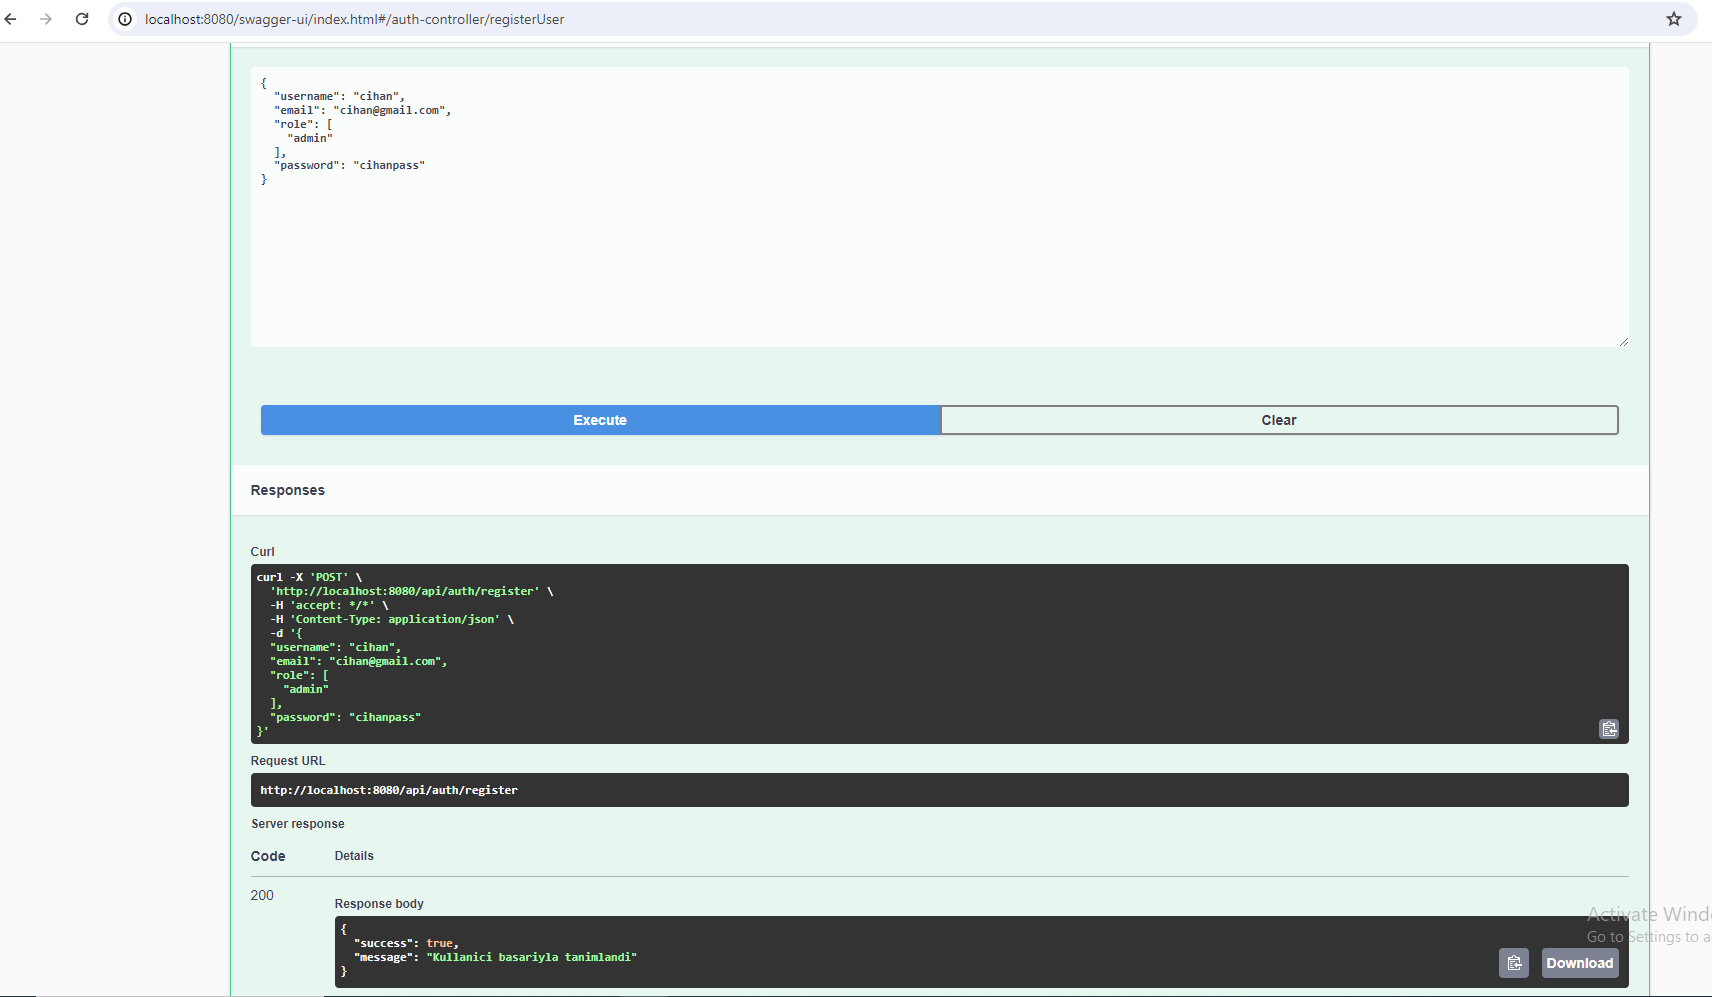 localhost:8080/swagger-ui/index.html#/auth-controller/registerUser
{
  "username": "cihan",
  "email": "cihan@gmail.com",
  "role": [
    "admin"
  ],
  "password": "cihanpass"
}
Execute
Clear
Responses
Curl
curl -X 'POST' \
  'http://localhost:8080/api/auth/register' \
  -H 'accept: */*' \
  -H 'Content-Type: application/json' \
  -d '{
  "username": "cihan",
  "email": "cihan@gmail.com",
  "role": [
    "admin"
  ],
  "password": "cihanpass"
}'
Request URL
http://localhost:8080/api/auth/register
Server response
Code Details
200
Response body
{
  "success": true,
  "message": "Kullanici basariyla tanimlandi"
}
Download
Activate Wind
Go to Settings to a